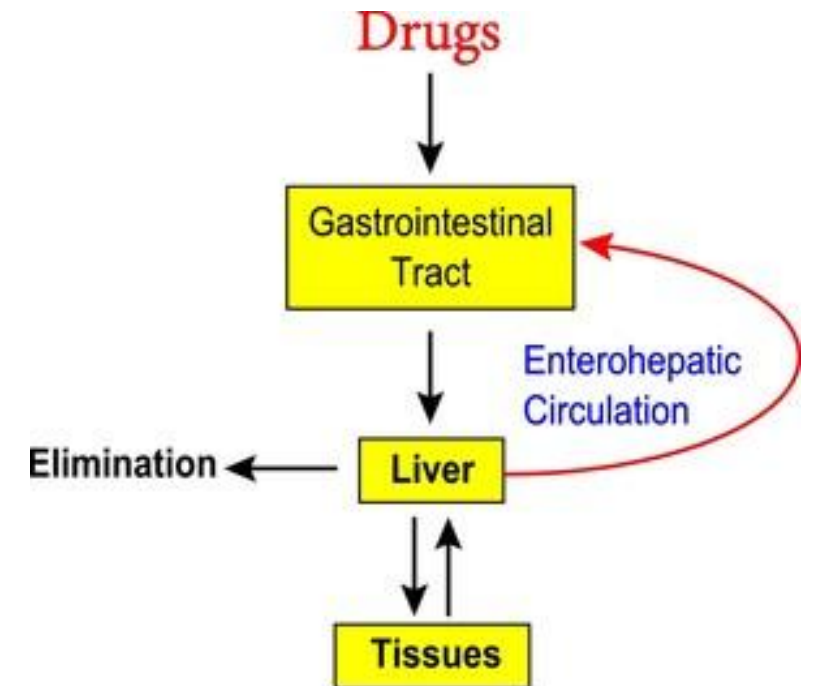 Drugs
Gastrointestinal
Tract
Enterohepatic
Circulation
Elimination
Liver
Tissues